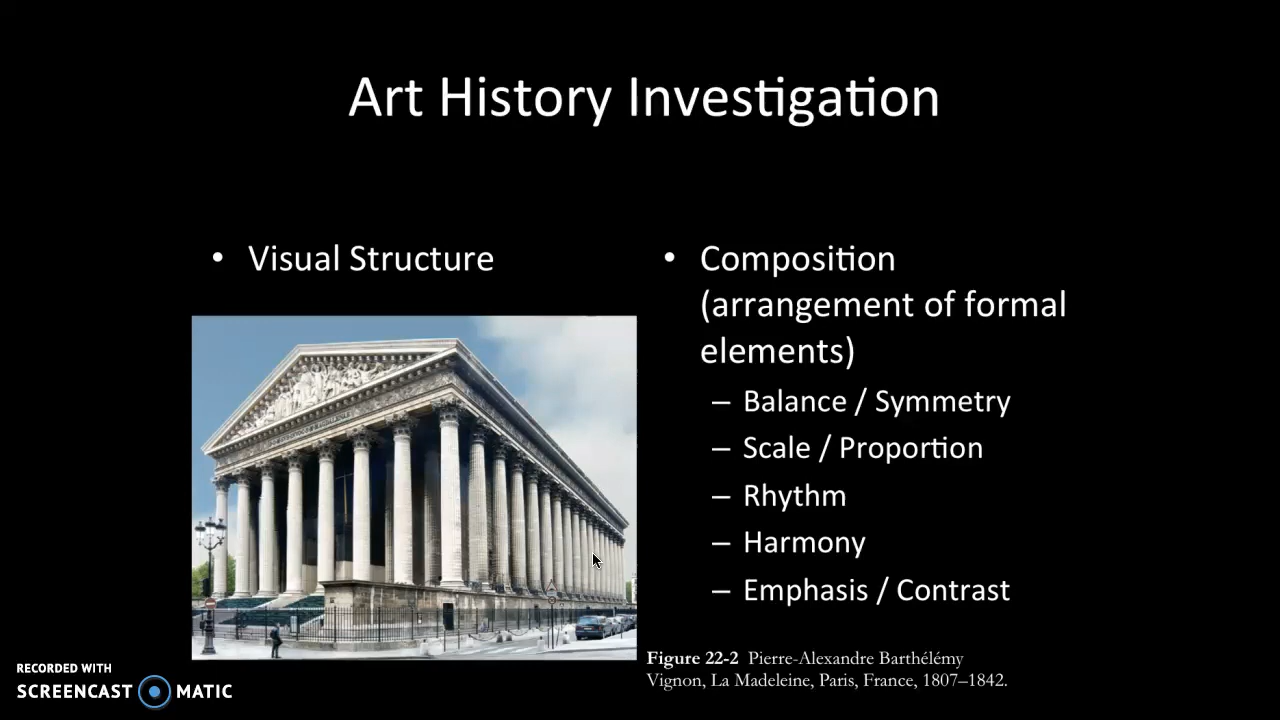 Art History Investigation
• Visual Structure
• Composition
(arrangement of formal
elements)
– Balance / Symmetry
– Scale / Proportion
– Rhythm
– Harmony
– Emphasis / Contrast
Figure 22-2 Pierre-Alexandre Barthélémy
Vignon, La Madeleine, Paris, France, 1807–1842.
RECORDED WITH
SCREENCAST MATIC